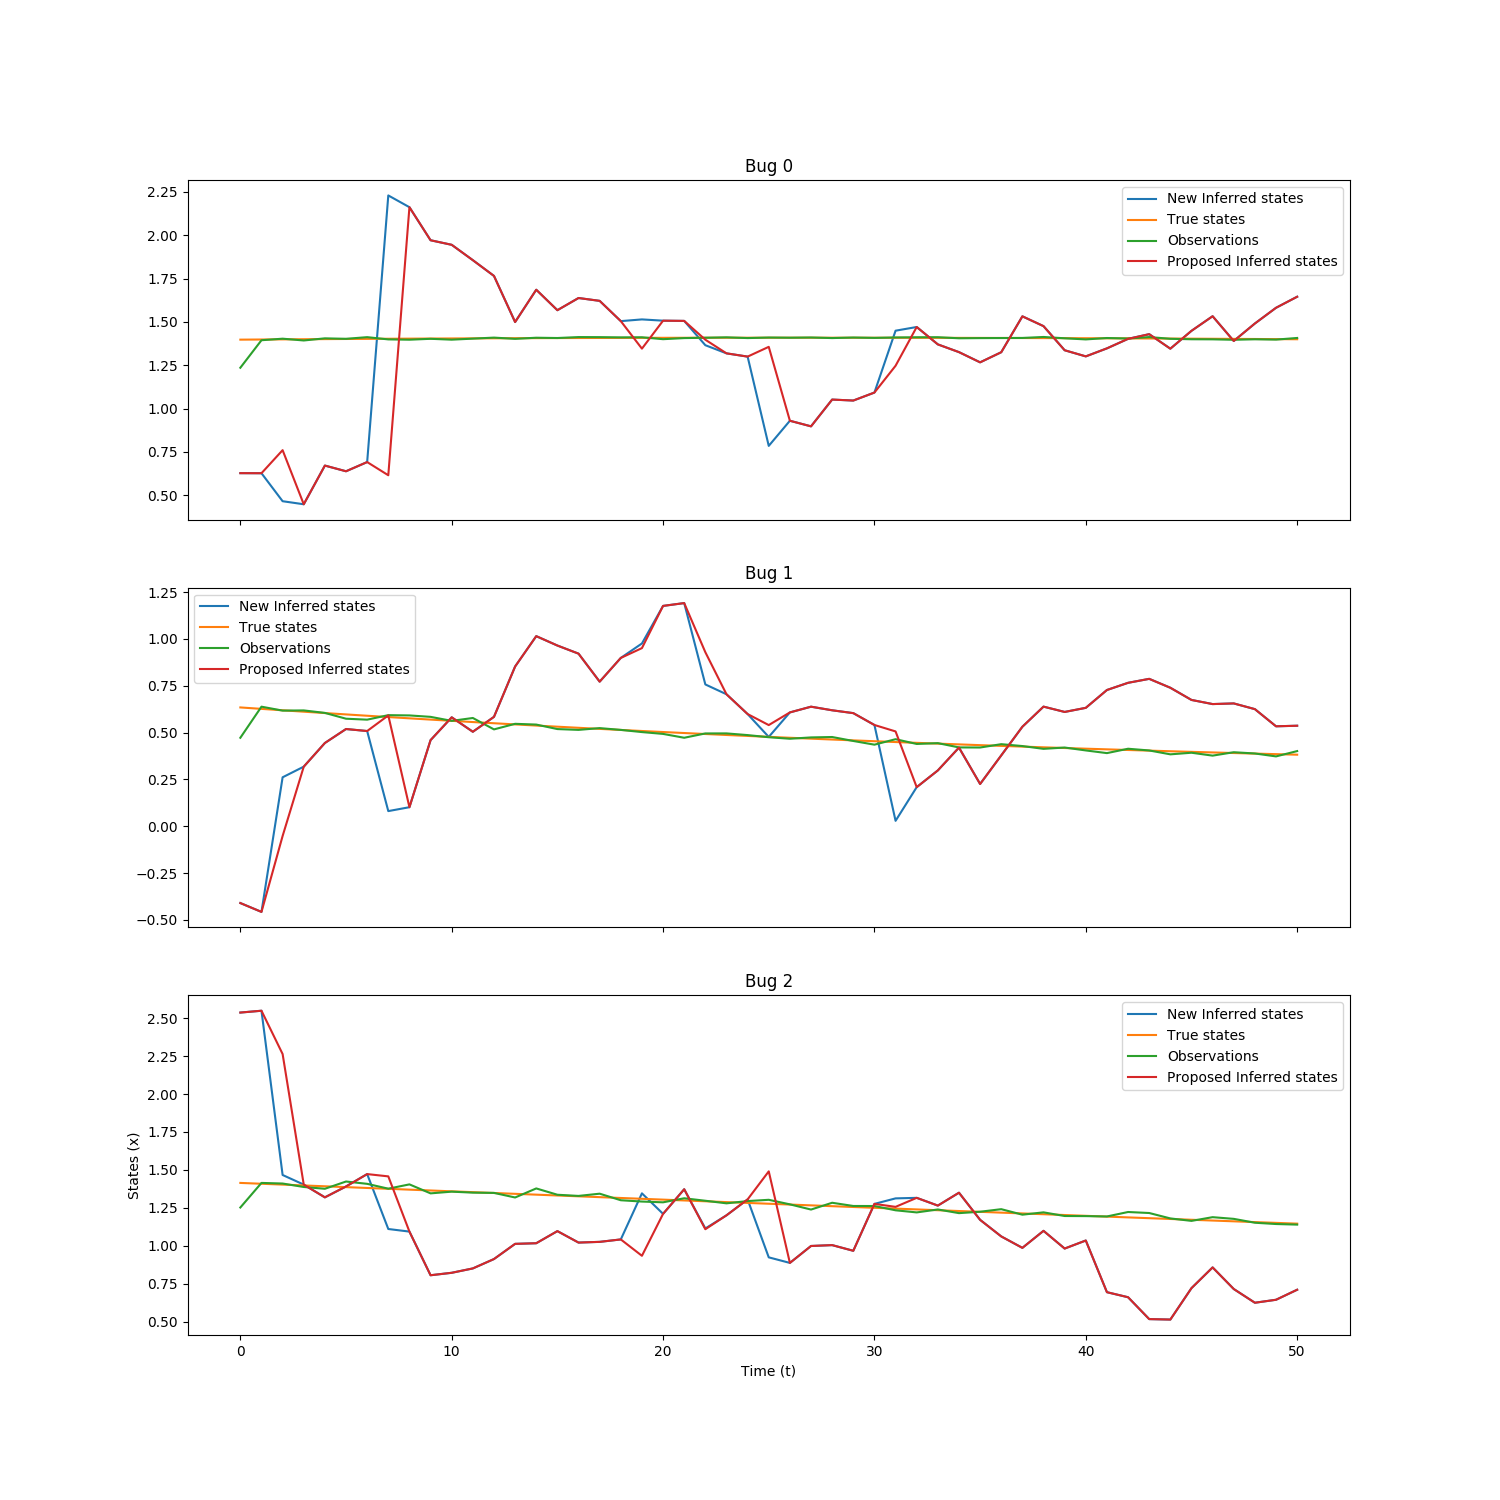 Bug 0
2.25
2.00
1.75
1.50
1.25
1.00
0.75
0.50
New Inferred states
True states
Observations
Proposed Inferred states
Bug 1
1.25
1.00
0.75
0.50
0.25
0.00
−0.25
−0.50
New Inferred states
True states
Observations
Proposed Inferred states
Bug 2
States (x)
2.50
2.25
2.00
1.75
1.50
1.25
1.00
0.75
0.50
New Inferred states
True states
Observations
Proposed Inferred states
0 10 20 30 40 50
Time (t)